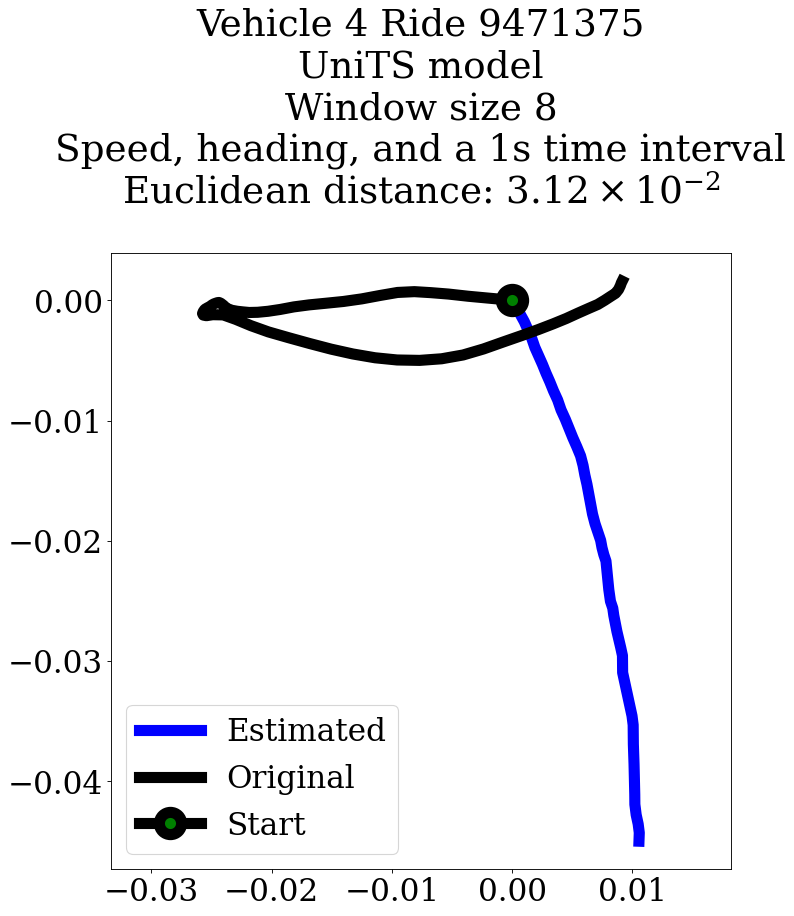 Vehicle 4 Ride 9471375
UniTS model
Window size 8
Speed, heading, and a 1s time interval
Euclidean distance: 3.12 × 10⁻²
0.00
−0.01
−0.02
−0.03
−0.04
Estimated
Original
Start
−0.03 −0.02 −0.01 0.00 0.01